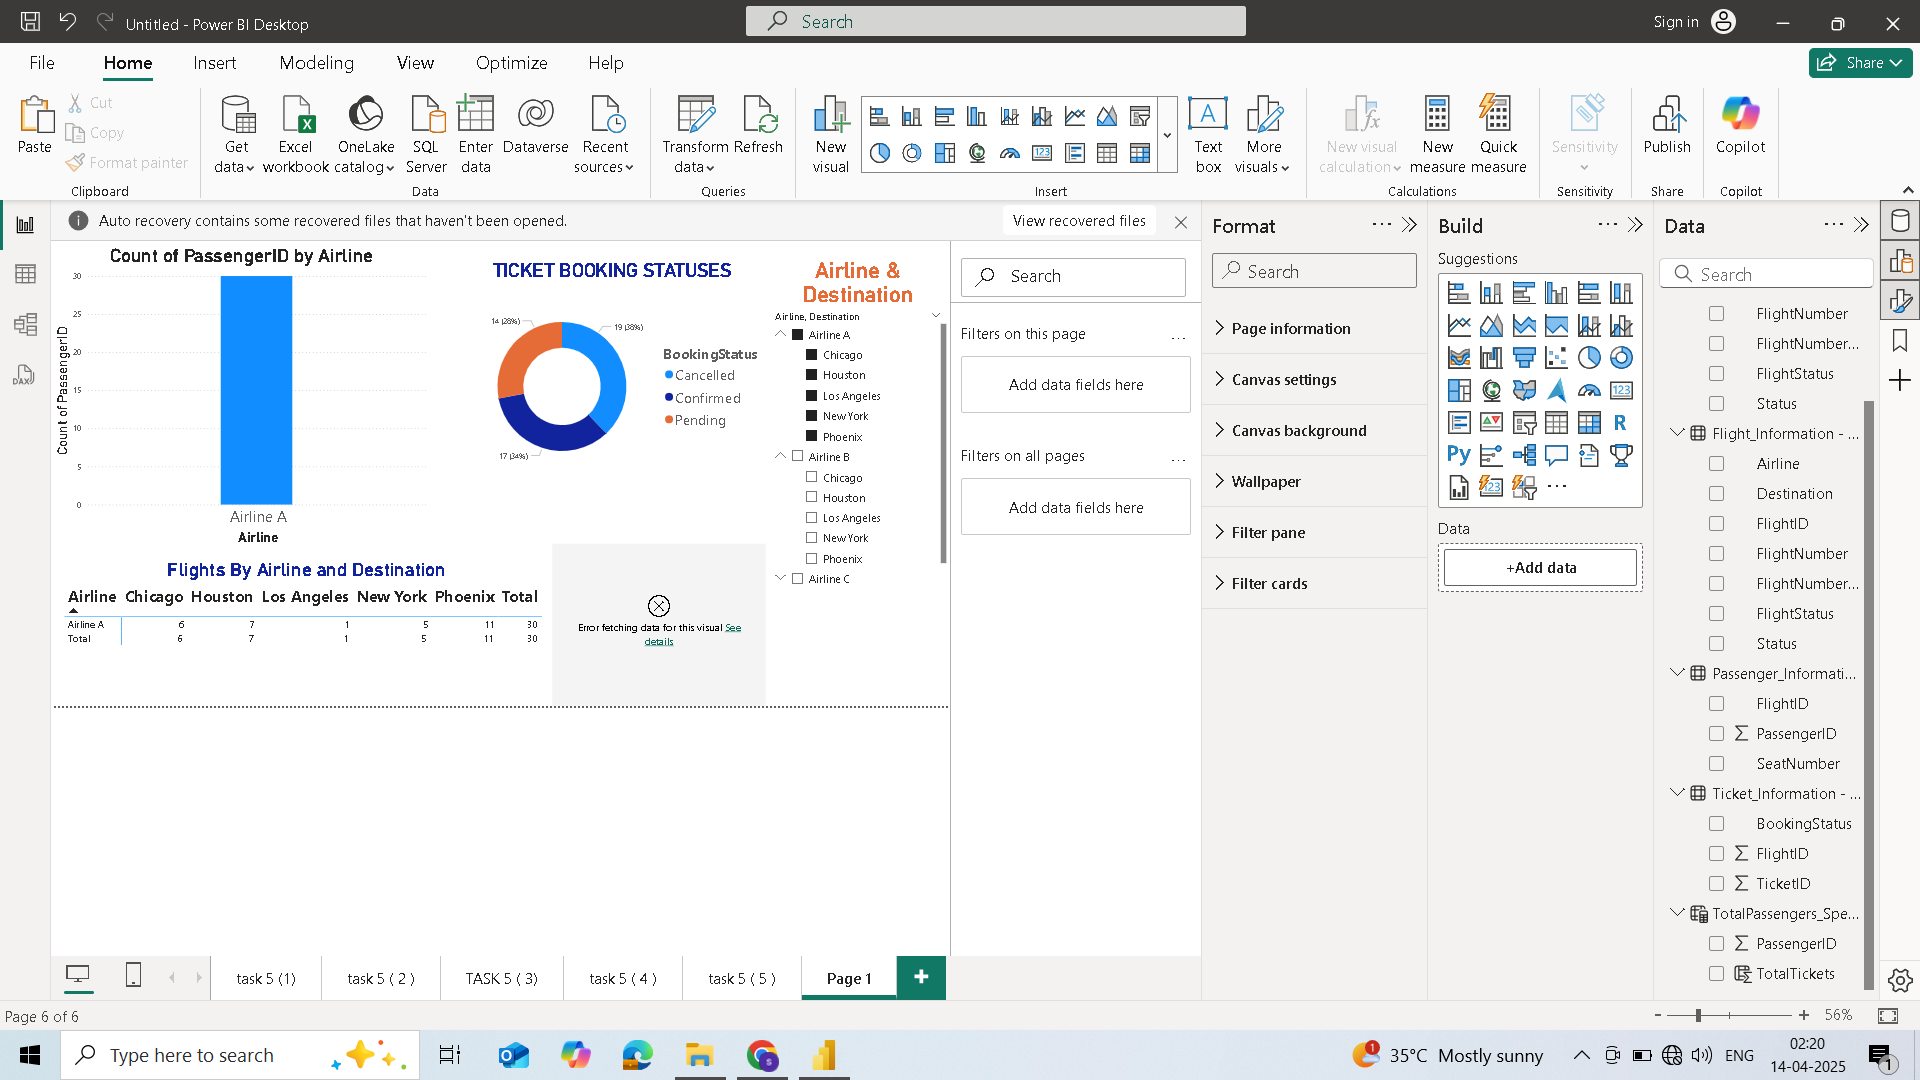 Untitled - Power BI Desktop
Search
Sign in
File
Home
Insert
Modeling
View
Optimize
Help
Share
Paste
Cut
Copy
Format painter
Clipboard
Get data
Excel workbook
OneLake catalog
SQL Server
Enter data
Dataverse
Recent sources
Data
Transform data
Refresh
Queries
New visual
Text box
More visuals
Insert
New visual calculation
New measure
Quick measure
Calculations
Sensitivity
Sensitivity
Publish
Share
Copilot
Copilot
Auto recovery contains some recovered files that haven't been opened.
View recovered files
Count of PassengerID by Airline
Count of PassengerID
30
25
20
15
10
5
0
Airline A
Airline
TICKET BOOKING STATUSES
14 (28%)
19 (38%)
17 (34%)
BookingStatus
Cancelled
Confirmed
Pending
Airline &
Destination
Airline, Destination
Airline A
Chicago
Houston
Los Angeles
New York
Phoenix
Airline B
Chicago
Houston
Los Angeles
New York
Phoenix
Airline C
Flights By Airline and Destination
Airline Chicago Houston Los Angeles New York Phoenix Total
Airline A 6 7 1 5 11 30
Total 6 7 1 5 11 30
Error fetching data for this visual See
details
Search
Filters on this page
...
Add data fields here
Filters on all pages
...
Add data fields here
Format
Search
Page information
Canvas settings
Canvas background
Wallpaper
Filter pane
Filter cards
Build
Suggestions
123
R
Py
123
Data
+Add data
Data
Search
FlightNumber
FlightNumber...
FlightStatus
Status
Flight_Information - ...
Airline
Destination
FlightID
FlightNumber
FlightNumber...
FlightStatus
Status
Passenger_Informati...
FlightID
PassengerID
SeatNumber
Ticket_Information - ...
BookingStatus
FlightID
TicketID
TotalPassengers_Spe...
PassengerID
TotalTickets
task 5 (1)
task 5 ( 2 )
TASK 5 ( 3)
task 5 ( 4 )
task 5 ( 5 )
Page 1
Page 6 of 6
56%
Type here to search
1
35°C Mostly sunny
ENG
02:20
14-04-2025
1